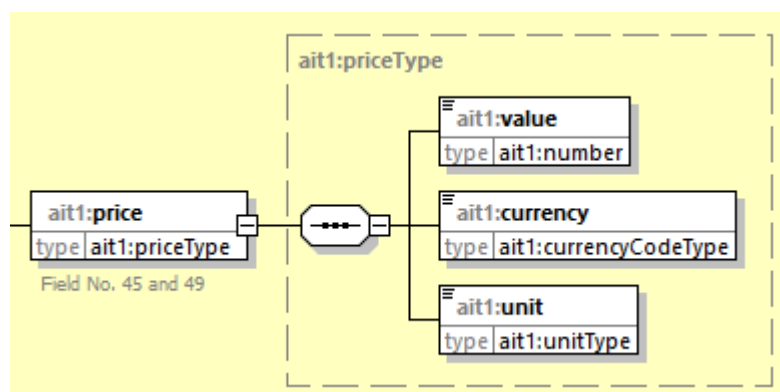 ait1:priceType
ait1:value
type ait1:number
ait1:price
type ait1:priceType
Field No. 45 and 49
ait1:currency
type ait1:currencyCodeType
ait1:unit
type ait1:unitType